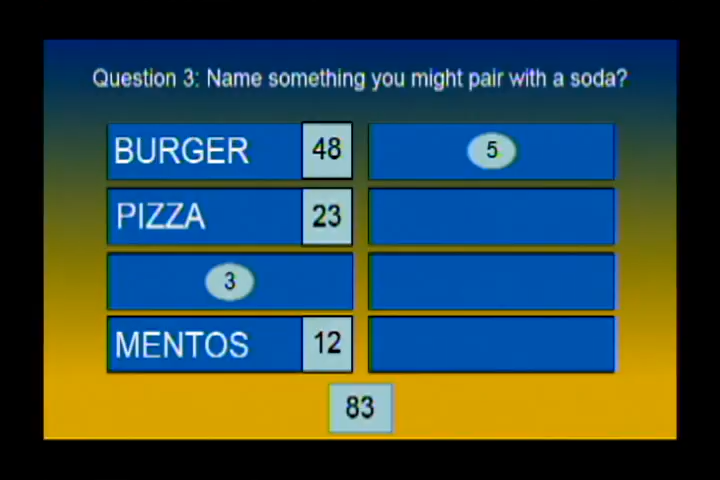 Question 3: Name something you might pair with a soda?
BURGER 48
5
PIZZA 23
3
MENTOS 12
83